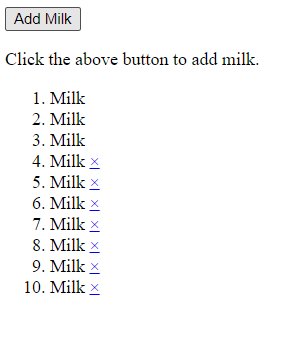 Add Milk
Click the above button to add milk.
1. Milk
2. Milk
3. Milk
4. Milk ×
5. Milk ×
6. Milk ×
7. Milk ×
8. Milk ×
9. Milk ×
10. Milk ×